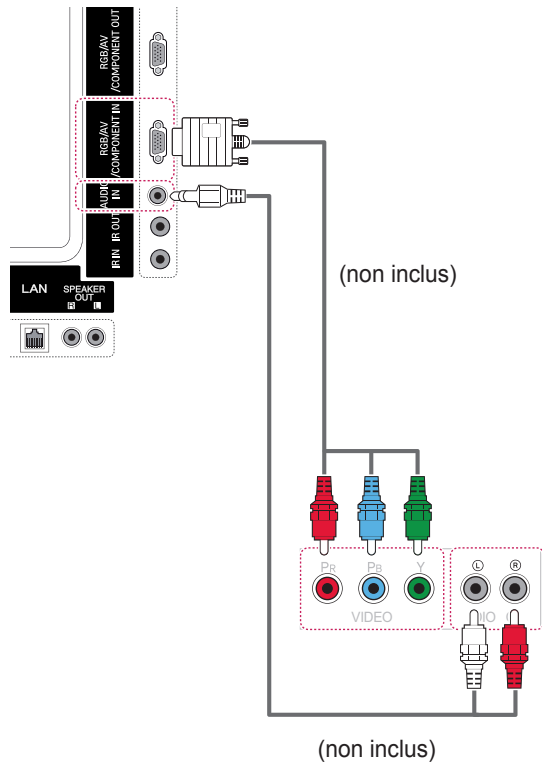 RGB/AV
/COMPONENT OUT
RGB/AV
/COMPONENT IN
AUDIO
IN
IR OUT
IR IN
LAN
SPEAKER
OUT
R L
(non inclus)
PR PB Y
VIDEO
L R
(non inclus)